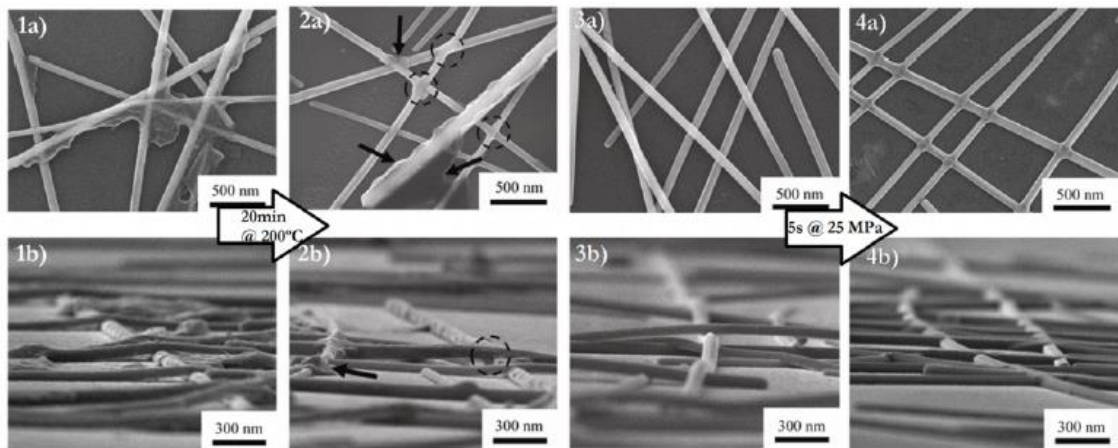 1a)
2a)
3a)
4a)
500 nm
500 nm
500 nm
500 nm
20min
@ 200ºC
5s @ 25 MPa
1b)
2b)
3b)
4b)
300 nm
300 nm
300 nm
300 nm